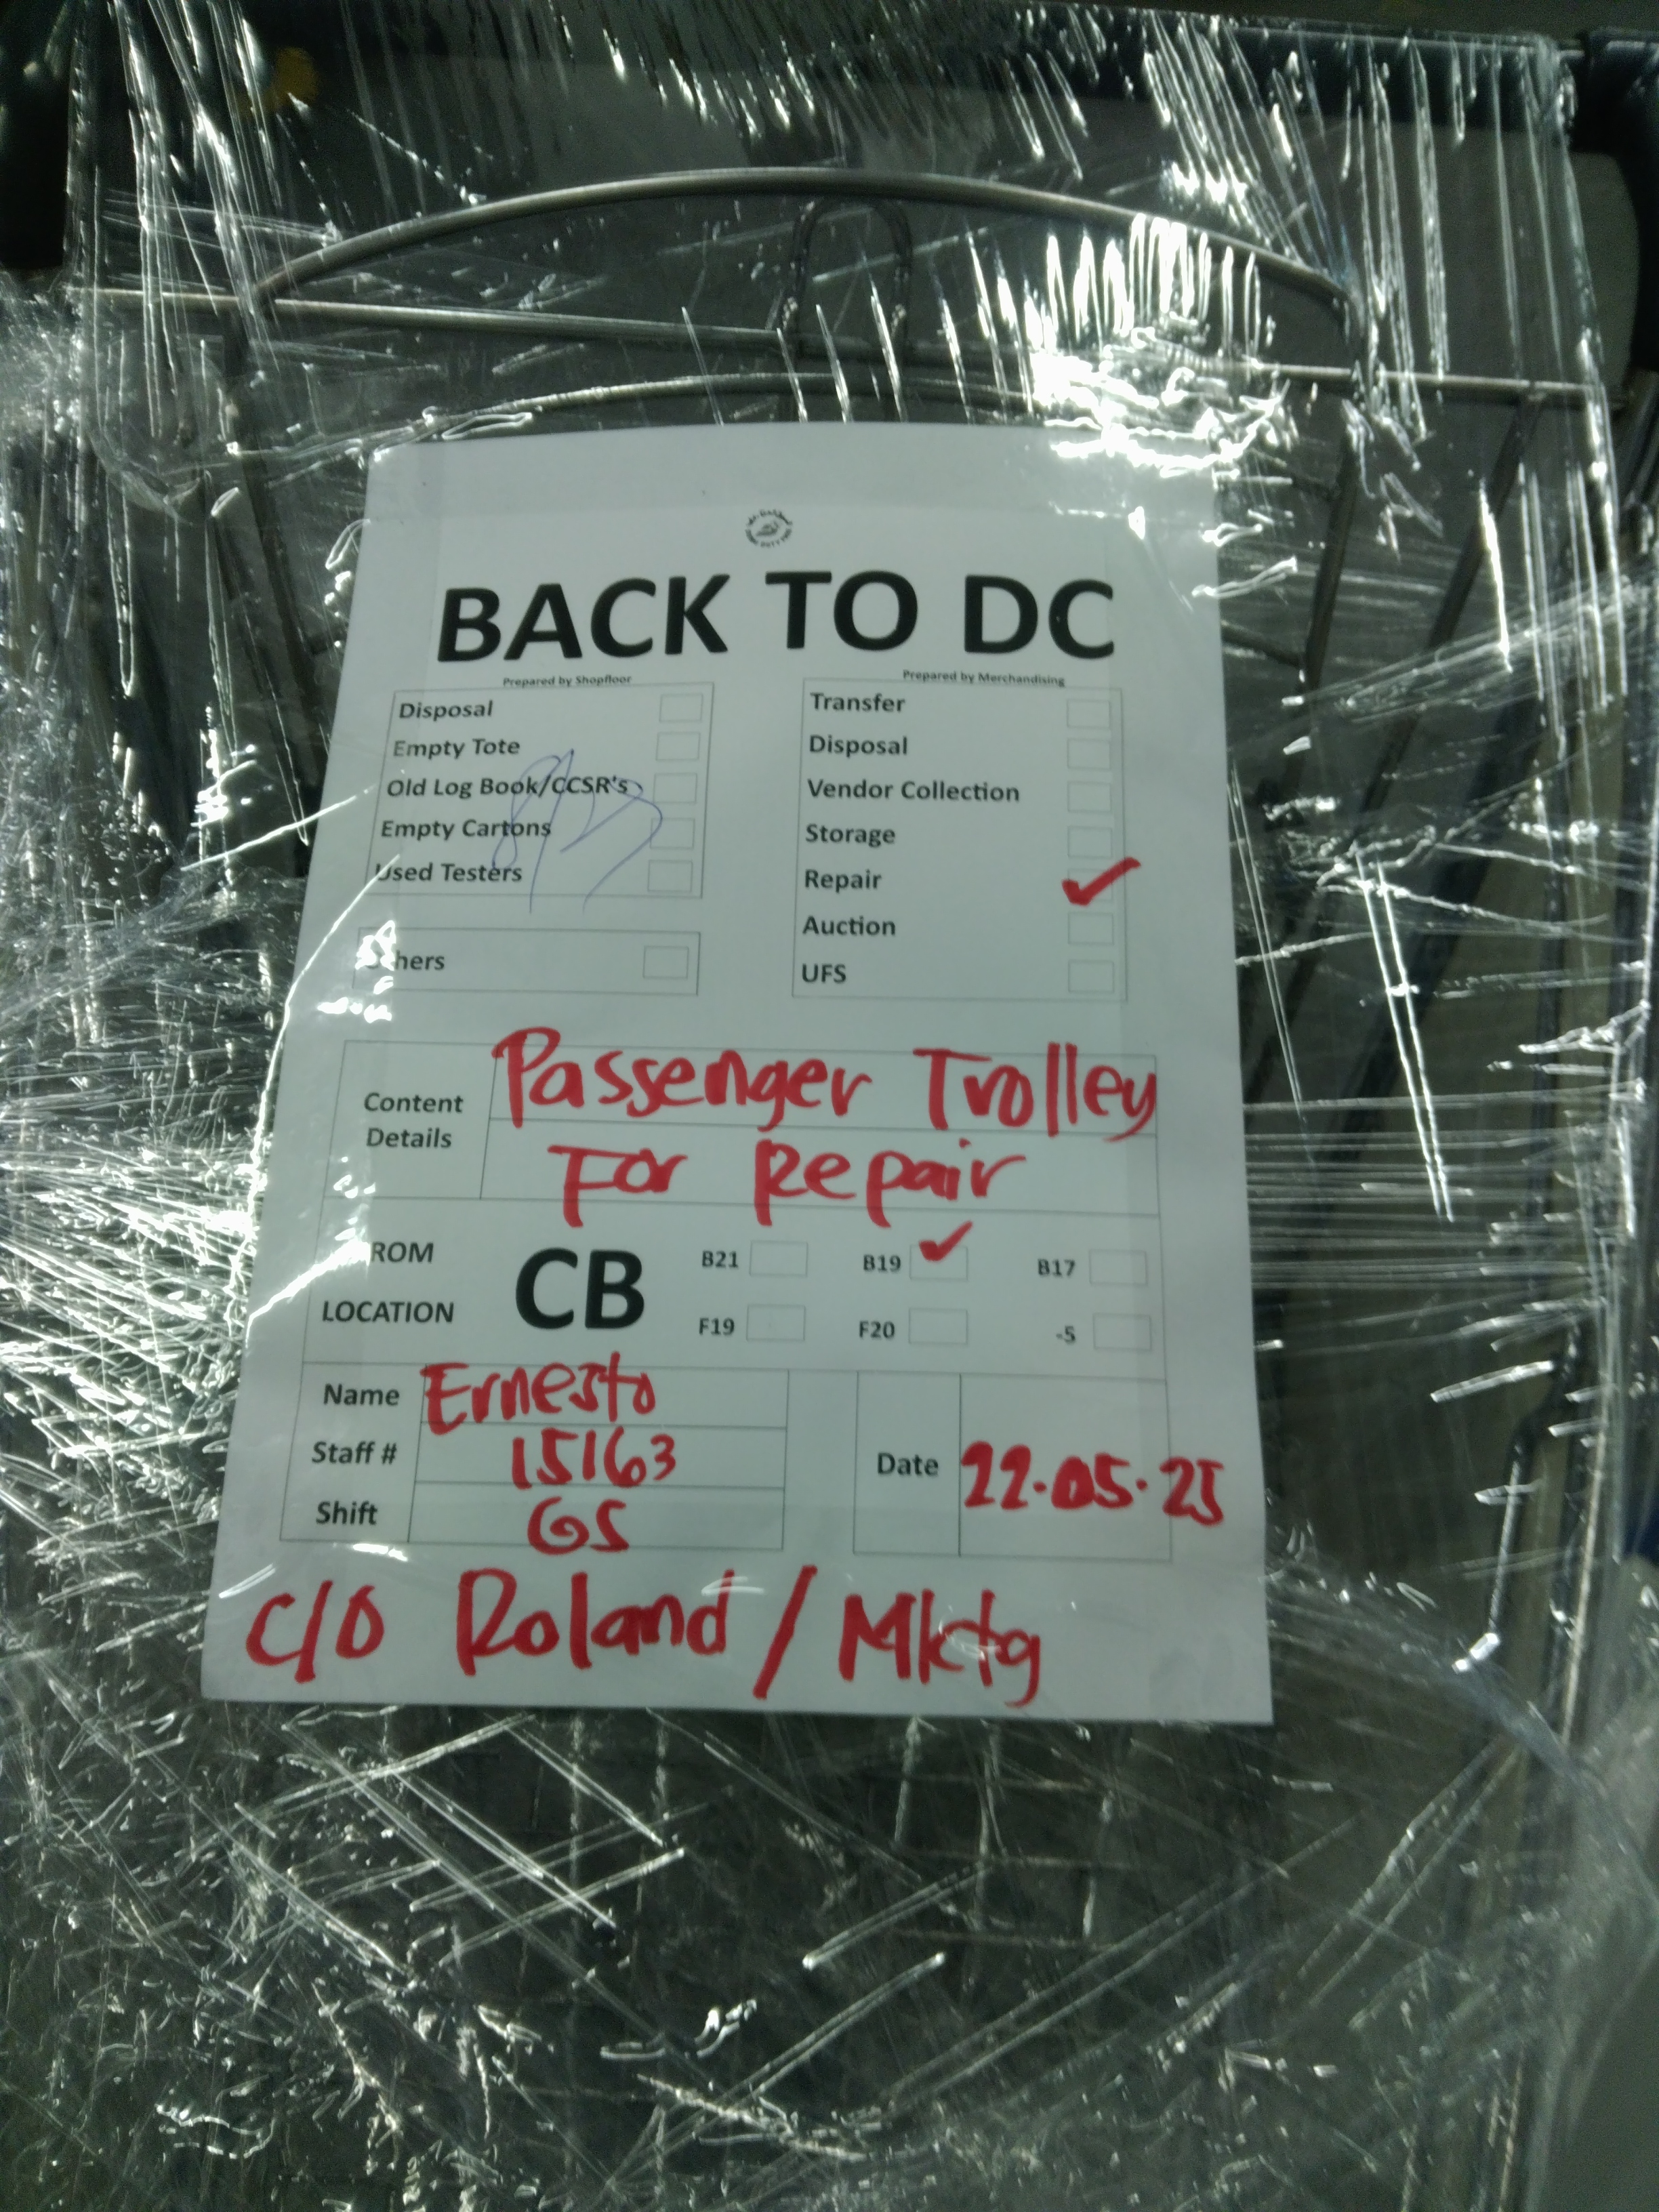 BACK TO DC
Prepared by Shopfloor
Disposal
Empty Tote
Old Log Book/CCSR's
Empty Cartons
Used Testers
Others
Prepared by Merchandising
Transfer
Disposal
Vendor Collection
Storage
Repair ✓
Auction
UFS
Content Details
Passenger Trolley
For Repair
FROM LOCATION
CB
B21 B19 ✓ B17
F19 F20 -5
Name Ernesto
Staff # 15163
Shift GS
Date 22.05.25
C/O Roland / Mktg